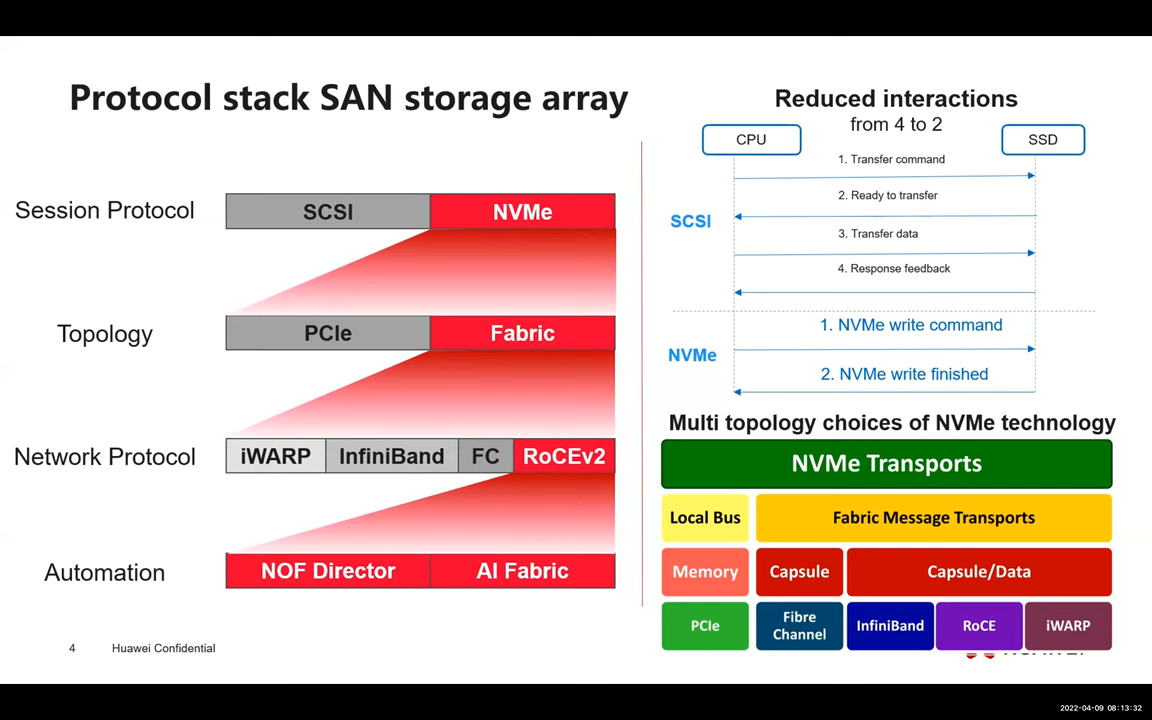 Protocol stack SAN storage array
Session Protocol
SCSI
NVMe
Topology
PCIe
Fabric
Network Protocol
iWARP
InfiniBand
FC
RoCEv2
Automation
NOF Director
AI Fabric
4
Huawei Confidential
Reduced interactions
from 4 to 2
CPU
SSD
1. Transfer command
2. Ready to transfer
SCSI
3. Transfer data
4. Response feedback
1. NVMe write command
NVMe
2. NVMe write finished
Multi topology choices of NVMe technology
NVMe Transports
Local Bus
Fabric Message Transports
Memory
Capsule
Capsule/Data
PCIe
Fibre
Channel
InfiniBand
RoCE
iWARP
2022-04-09 08:13:32